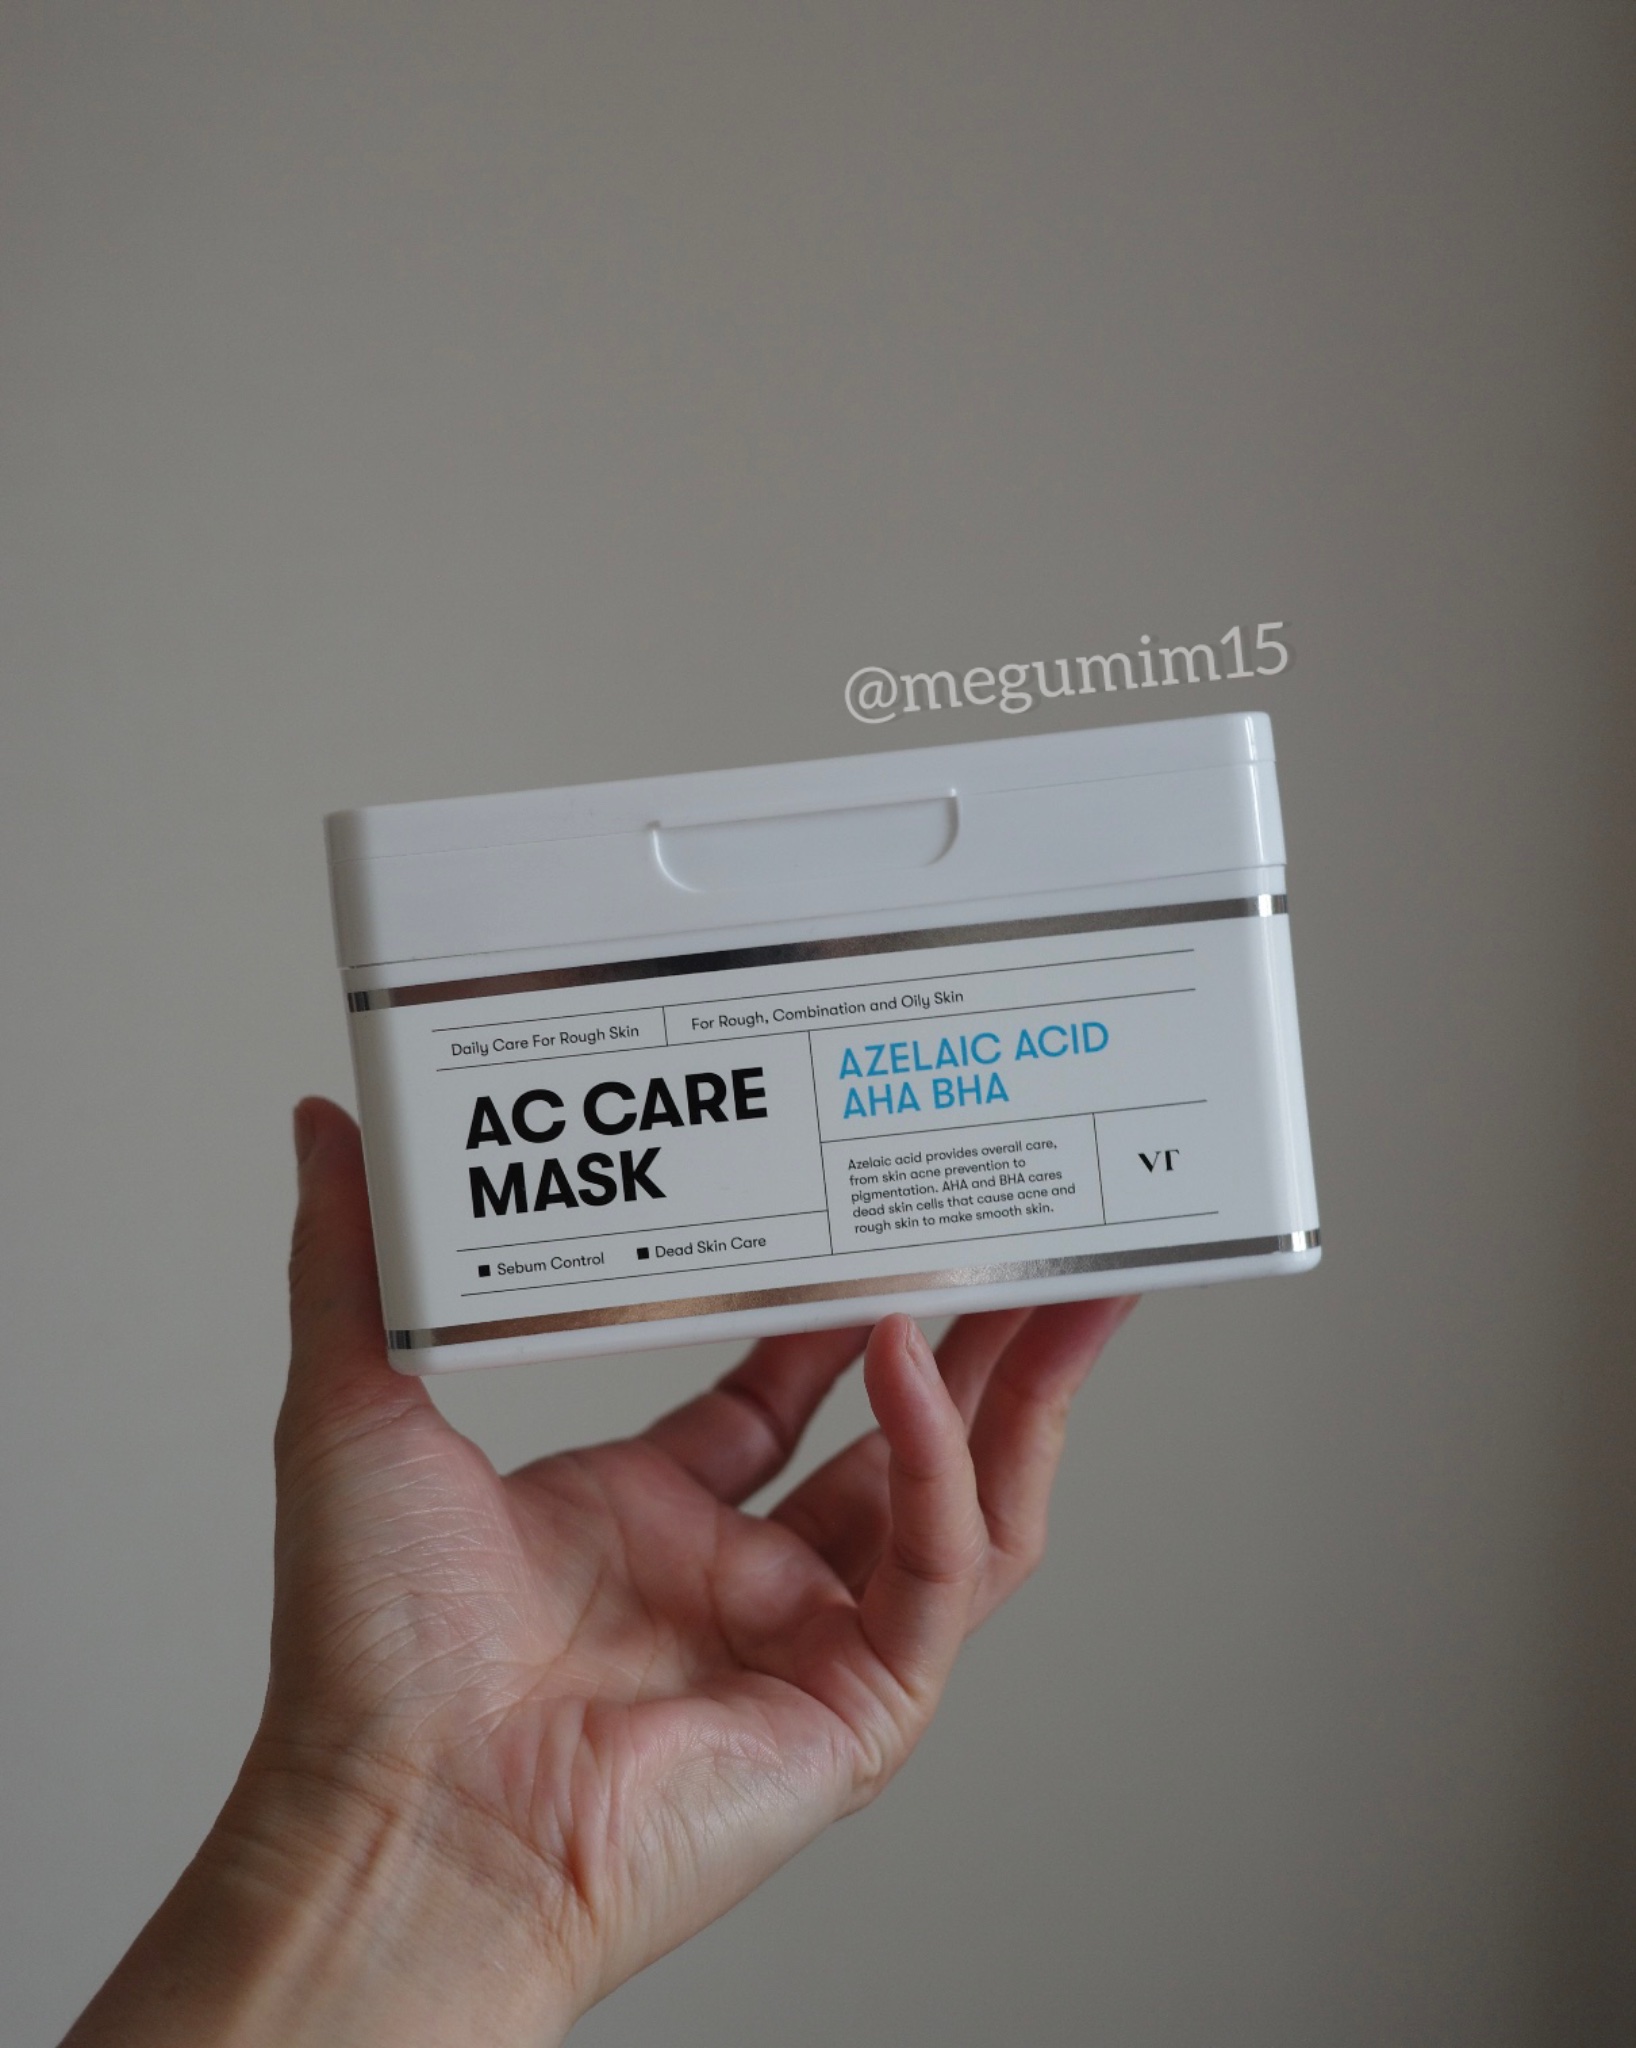 @megumim15
Daily Care For Rough Skin
For Rough, Combination and Oily Skin
AC CARE
MASK
Sebum Control
Dead Skin Care
AZELAIC ACID
AHA BHA
Azelaic acid provides overall care,
from skin acne prevention to
pigmentation. AHA and BHA cares
dead skin cells that cause acne and
rough skin to make smooth skin.
VT